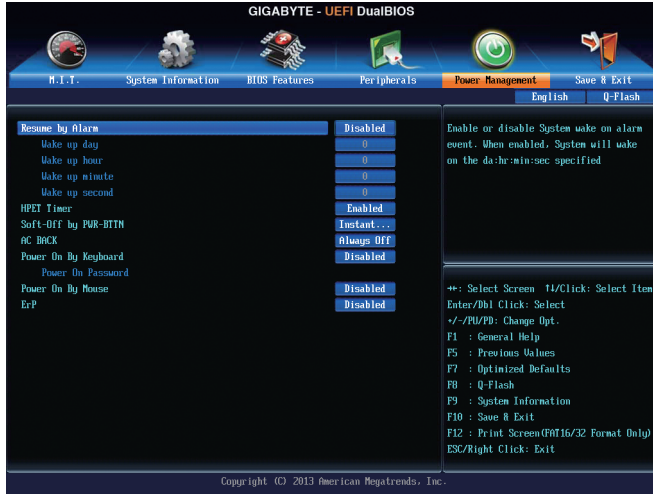 GIGABYTE - UEFI DualBIOS
M.I.T.
System Information
BIOS Features
Peripherals
Power Management
Save & Exit
English
Q-Flash
Resume by Alarm Disabled
Wake up day 0
Wake up hour 0
Wake up minute 0
Wake up second 0
HPET Timer Enabled
Soft-Off by PWR-BTTN Instant...
AC BACK Always Off
Power On By Keyboard Disabled
Power On Password
Power On By Mouse Disabled
ErP Disabled
Enable or disable System wake on alarm
event. When enabled, System will wake
on the da:hr:min:sec specified
→←: Select Screen ↑↓/Click: Select Item
Enter/Dbl Click: Select
+/-/PU/PD: Change Opt.
F1 : General Help
F5 : Previous Values
F7 : Optimized Defaults
F8 : Q-Flash
F9 : System Information
F10 : Save & Exit
F12 : Print Screen(FAT16/32 Format Only)
ESC/Right Click: Exit
Copyright (C) 2013 American Megatrends, Inc.